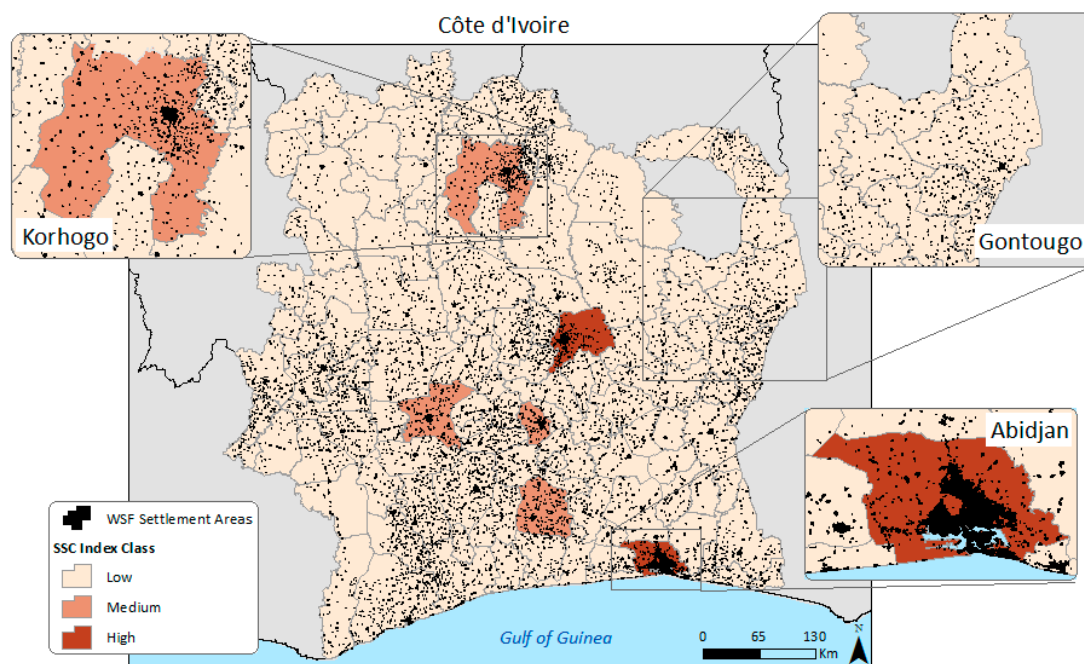 Côte d'Ivoire
Korhogo
Gontougo
Abidjan
WSF Settlement Areas
SSC Index Class
Low
Medium
High
Gulf of Guinea
N
0 65 130
Km